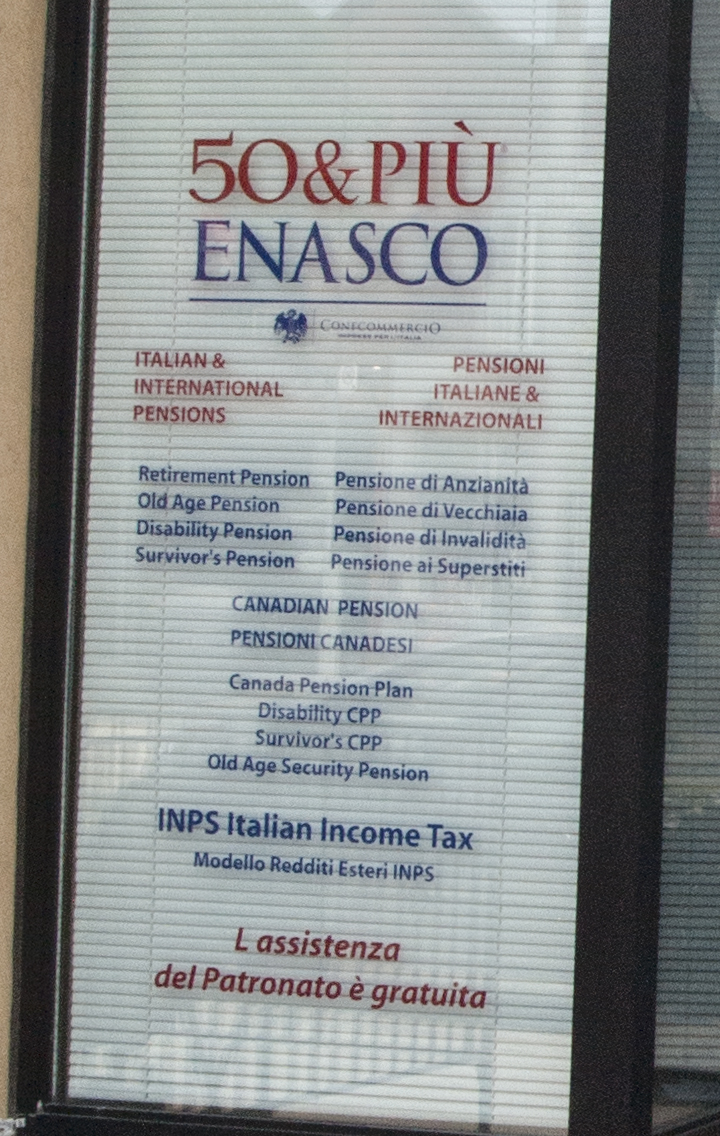 50&PIÙ
ENASCO
CONFCOMMERCIO
IMPRESE PER L'ITALIA
ITALIAN &
INTERNATIONAL
PENSIONS
PENSIONI
ITALIANE &
INTERNAZIONALI
Retirement Pension
Old Age Pension
Disability Pension
Survivor's Pension
Pensione di Anzianità
Pensione di Vecchiaia
Pensione di Invalidità
Pensione ai Superstiti
CANADIAN PENSION
PENSIONI CANADESI
Canada Pension Plan
Disability CPP
Survivor's CPP
Old Age Security Pension
INPS Italian Income Tax
Modello Redditi Esteri INPS
L assistenza
del Patronato è gratuita